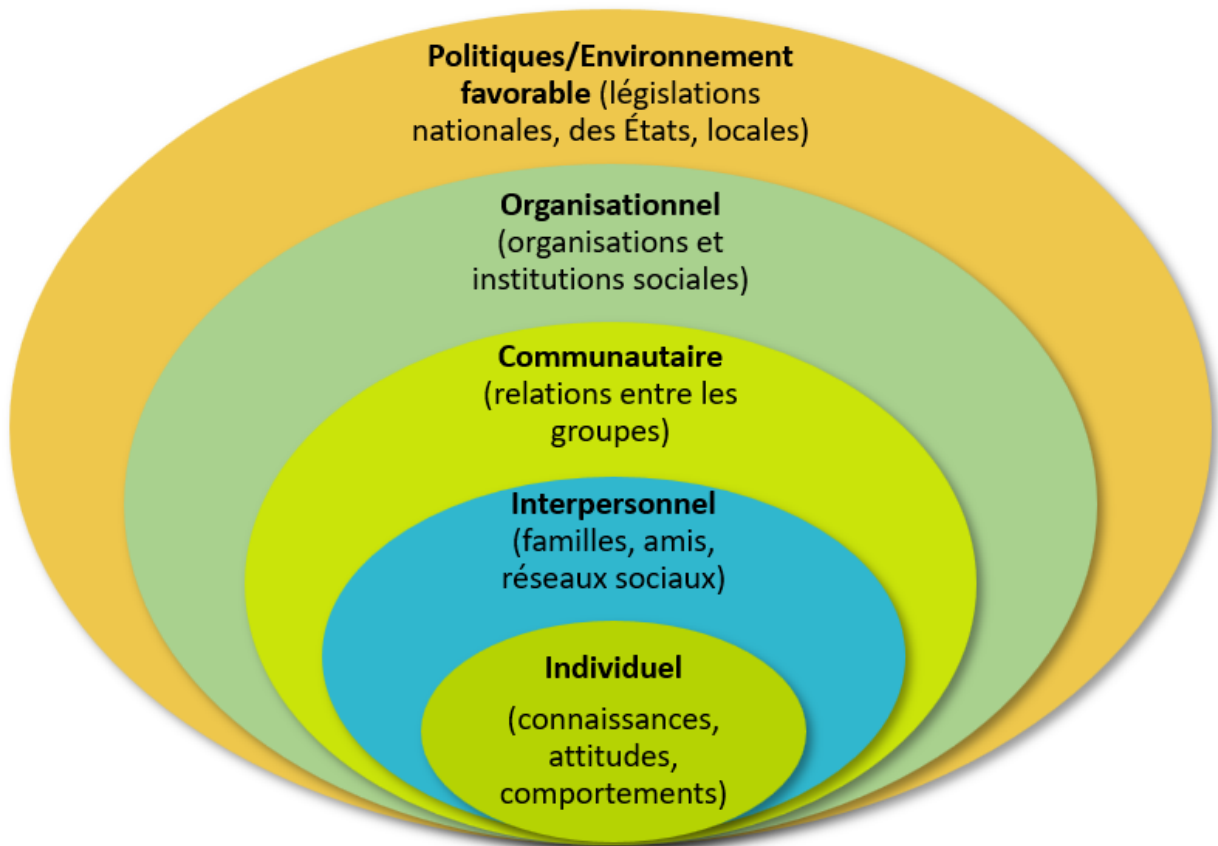 Politiques/Environnement
favorable (législations
nationales, des États, locales)
Organisationnel
(organisations et
institutions sociales)
Communautaire
(relations entre les
groupes)
Interpersonnel
(familles, amis,
réseaux sociaux)
Individuel
(connaissances,
attitudes,
comportements)